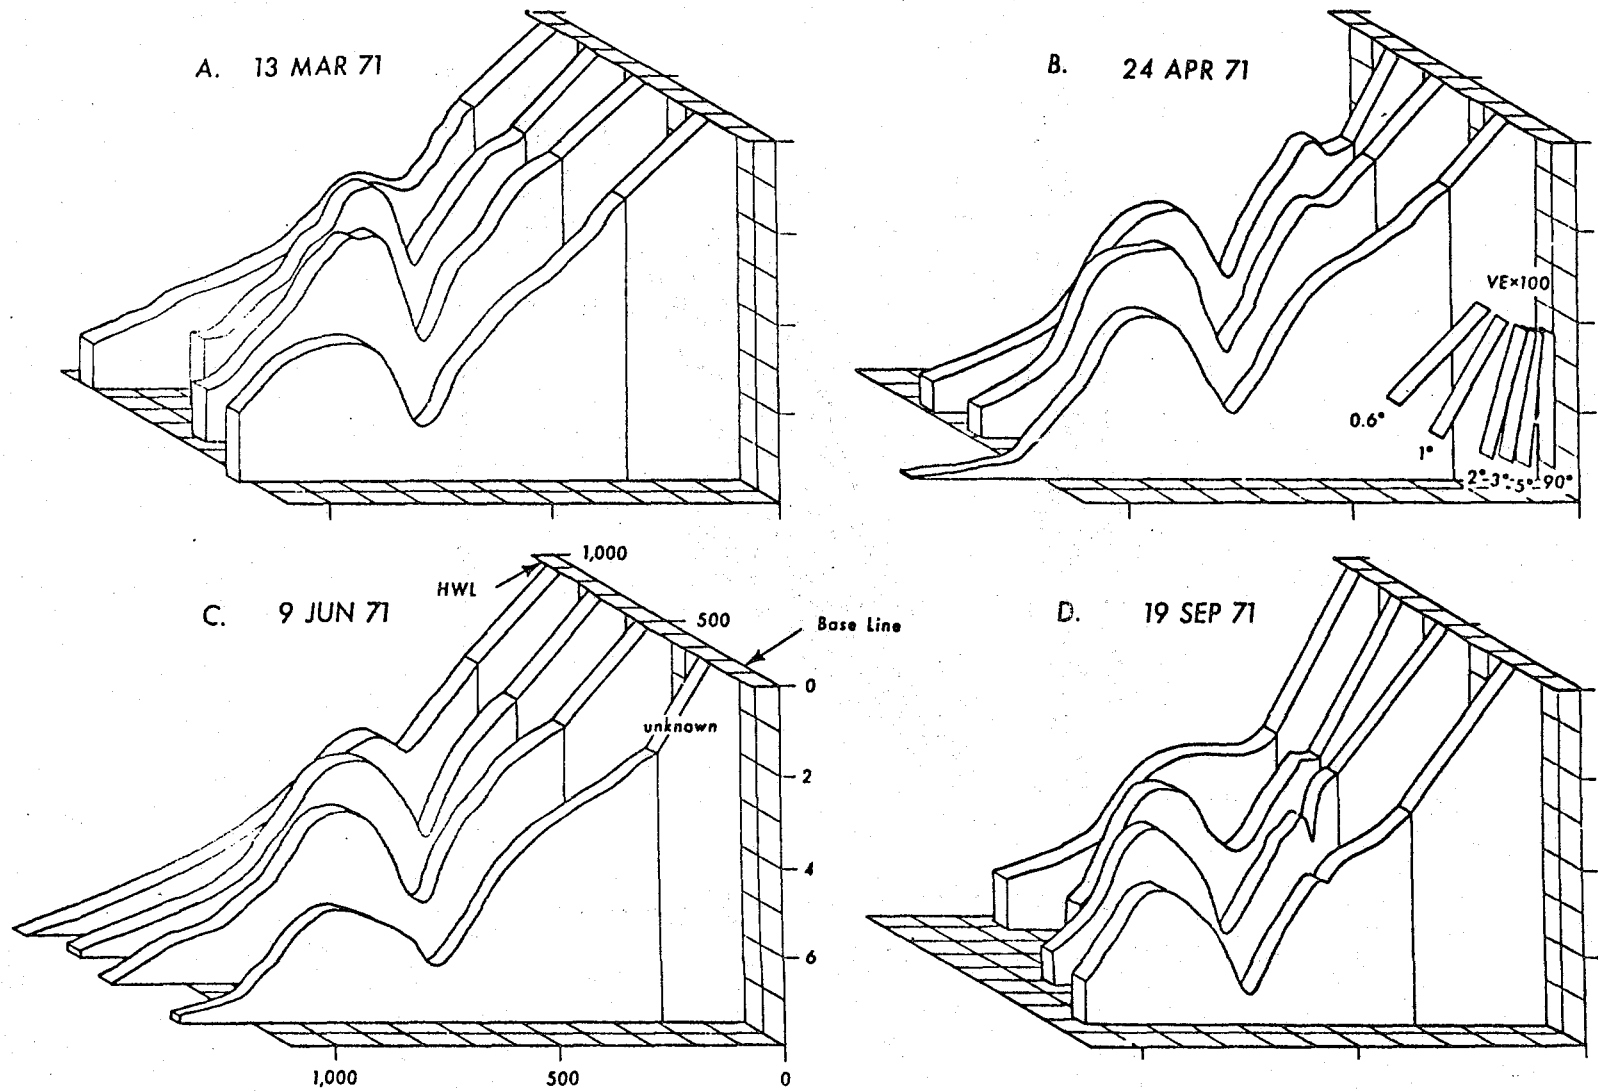 A. 13 MAR 71
B. 24 APR 71
VE×100
0.6°
1°
2° 3° 5° 90°
C. 9 JUN 71
HWL
1,000
500
Base Line
0
unknown
2
4
6
1,000 500 0
D. 19 SEP 71